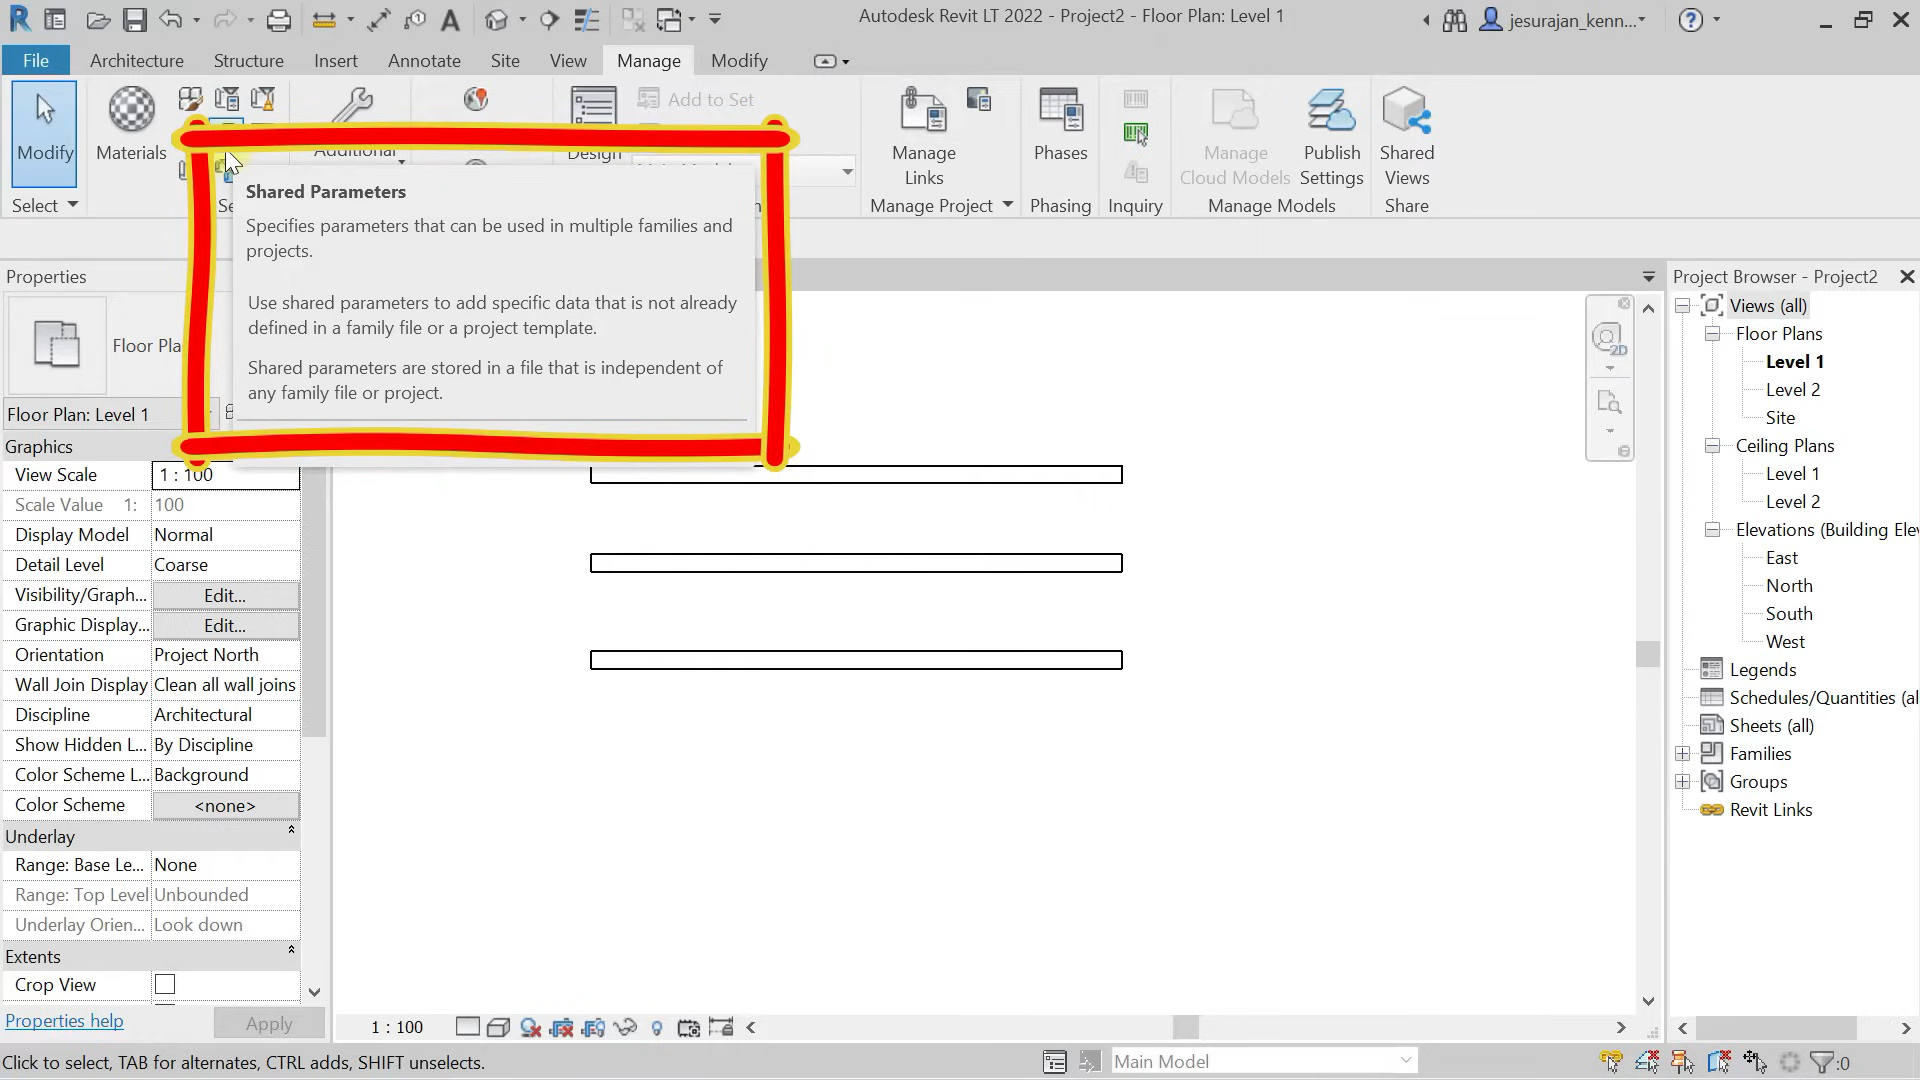 Autodesk Revit LT 2022 - Project2 - Floor Plan: Level 1
jesurajan_kenn...
File
Architecture
Structure
Insert
Annotate
Site
View
Manage
Modify
Modify
Materials
Additional
Design
Add to Set
Manage
Links
Phases
Manage
Cloud Models
Publish
Settings
Shared
Views
Select
Manage Project
Phasing
Inquiry
Manage Models
Share
Shared Parameters
Specifies parameters that can be used in multiple families and
projects.
Use shared parameters to add specific data that is not already
defined in a family file or a project template.
Shared parameters are stored in a file that is independent of
any family file or project.
Properties
Floor Pla
Floor Plan: Level 1
Graphics
View Scale 1 : 100
Scale Value 1: 100
Display Model Normal
Detail Level Coarse
Visibility/Graph... Edit...
Graphic Display... Edit...
Orientation Project North
Wall Join Display Clean all wall joins
Discipline Architectural
Show Hidden L... By Discipline
Color Scheme L... Background
Color Scheme <none>
Underlay
Range: Base Le... None
Range: Top Level Unbounded
Underlay Orien... Look down
Extents
Crop View
Properties help
Apply
2D
Project Browser - Project2
Views (all)
Floor Plans
Level 1
Level 2
Site
Ceiling Plans
Level 1
Level 2
Elevations (Building Ele
East
North
South
West
Legends
Schedules/Quantities (al
Sheets (all)
Families
Groups
Revit Links
1 : 100
Click to select, TAB for alternates, CTRL adds, SHIFT unselects.
Main Model
:0